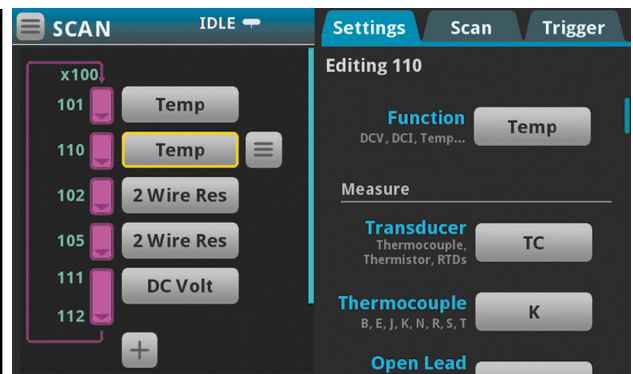 SCAN
IDLE
x100
101 Temp
110 Temp
102 2 Wire Res
105 2 Wire Res
111
DC Volt
112
Settings Scan Trigger
Editing 110
Function
DCV, DCI, Temp...
Temp
Measure
Transducer
Thermocouple,
Thermistor, RTDs
TC
Thermocouple
B, E, J, K, N, R, S, T
K
Open Lead